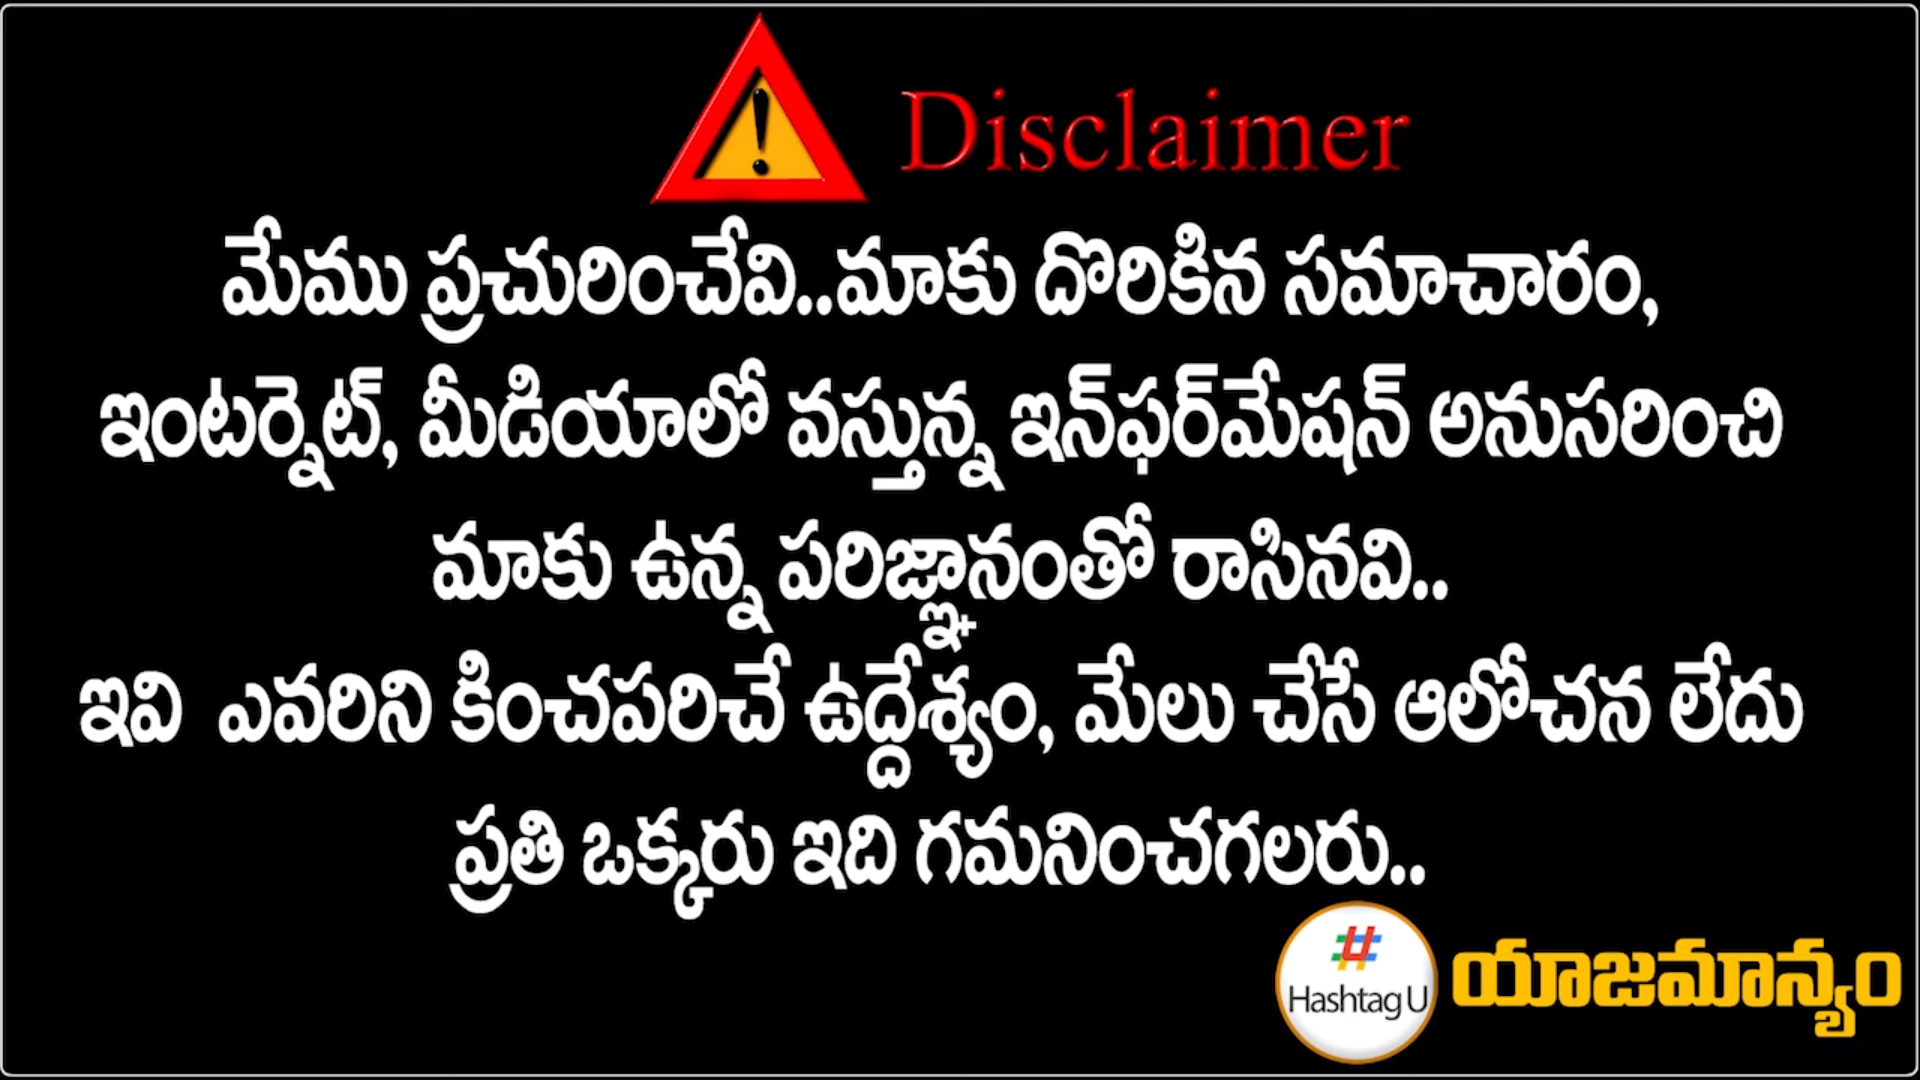 Disclaimer
మేము ప్రచురించేవి..మాకు దొరికిన సమాచారం,
ఇంటర్నెట్, మీడియాలో వస్తున్న ఇన్‌ఫర్‌మేషన్ అనుసరించి
మాకు ఉన్న పరిజ్ఞానంతో రాసినవి..
ఇవి ఎవరిని కించపరిచే ఉద్దేశ్యం, మేలు చేసే ఆలోచన లేదు
ప్రతి ఒక్కరు ఇది గమనించగలరు..
#
Hashtag U
యాజమాన్యం